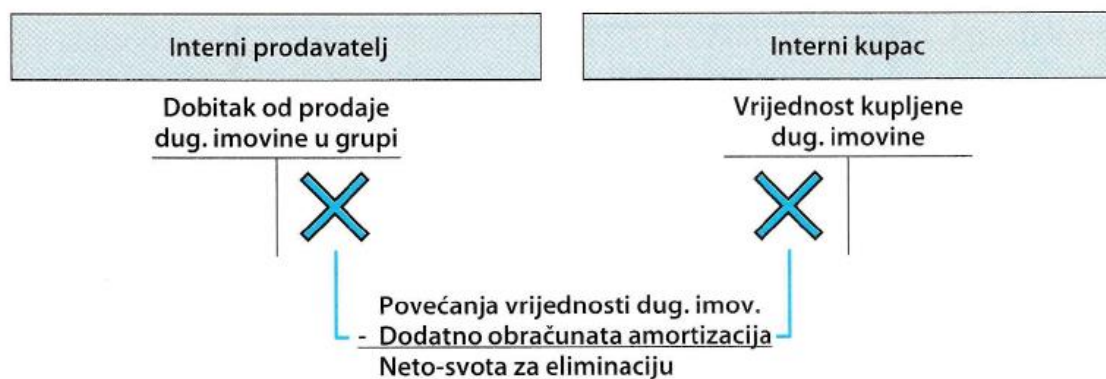 Interni prodavatelj
Interni kupac
Dobitak od prodaje
dug. imovine u grupi
Vrijednost kupljene
dug. imovine
Povećanja vrijednosti dug. imov.
- Dodatno obračunata amortizacija
Neto-svota za eliminaciju